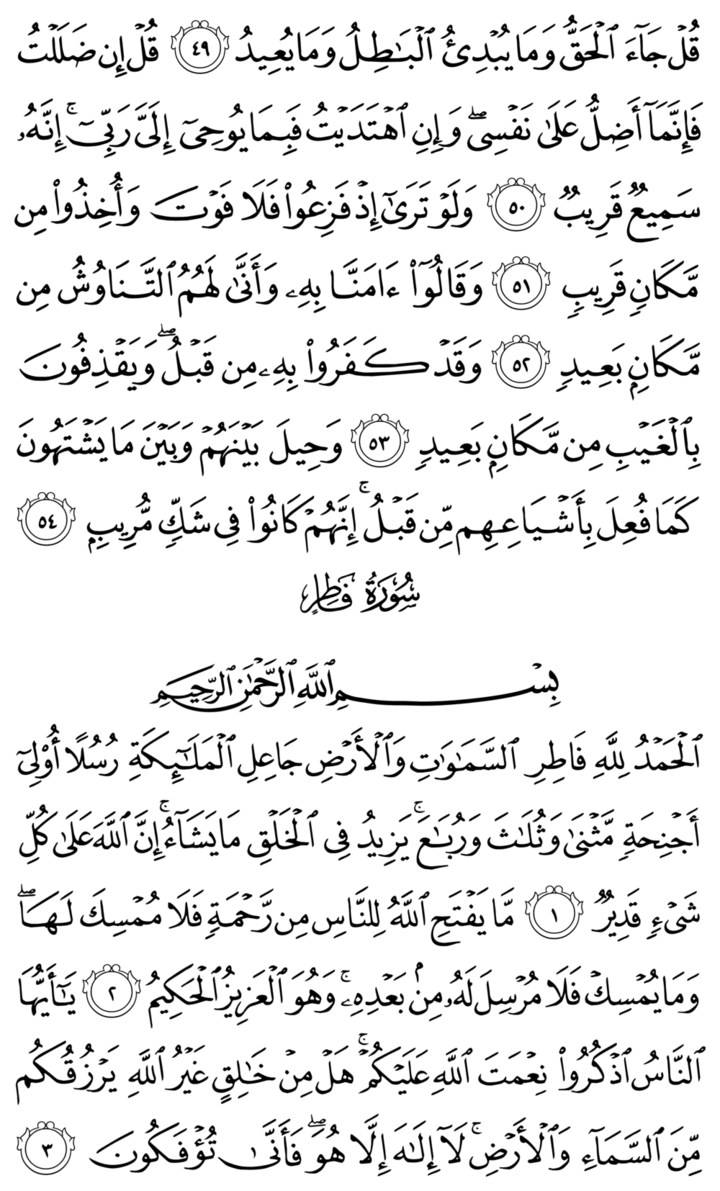 قُلْ جَآءَ ٱلْحَقُّ وَمَا يُبْدِئُ ٱلْبَٰطِلُ وَمَا يُعِيدُ ٤٩ قُلْ إِن ضَلَلْتُ
فَإِنَّمَآ أَضِلُّ عَلَىٰ نَفْسِىۖ وَإِنِ ٱهْتَدَيْتُ فَبِمَا يُوحِىٓ إِلَىَّ رَبِّىٓۚ إِنَّهُۥ
سَمِيعٌ قَرِيبٌ ٥٠ وَلَوْ تَرَىٰٓ إِذْ فَزِعُوا۟ فَلَا فَوْتَ وَأُخِذُوا۟ مِن
مَّكَانٍ قَرِيبٍ ٥١ وَقَالُوٓا۟ ءَامَنَّا بِهِۦ وَأَنَّىٰ لَهُمُ ٱلتَّنَاوُشُ مِن
مَّكَانٍۭ بَعِيدٍ ٥٢ وَقَدْ كَفَرُوا۟ بِهِۦ مِن قَبْلُۖ وَيَقْذِفُونَ
بِٱلْغَيْبِ مِن مَّكَانٍۭ بَعِيدٍ ٥٣ وَحِيلَ بَيْنَهُمْ وَبَيْنَ مَا يَشْتَهُونَ
كَمَا فُعِلَ بِأَشْيَاعِهِم مِّن قَبْلُۚ إِنَّهُمْ كَانُوا۟ فِى شَكٍّ مُّرِيبٍۭ ٥٤
سُورَةُ فَاطِرٍ
بِسْمِ ٱللَّهِ ٱلرَّحْمَٰنِ ٱلرَّحِيمِ
ٱلْحَمْدُ لِلَّهِ فَاطِرِ ٱلسَّمَٰوَٰتِ وَٱلْأَرْضِ جَاعِلِ ٱلْمَلَٰٓئِكَةِ رُسُلًا أُو۟لِىٓ
أَجْنِحَةٍ مَّثْنَىٰ وَثُلَٰثَ وَرُبَٰعَۚ يَزِيدُ فِى ٱلْخَلْقِ مَا يَشَآءُۚ إِنَّ ٱللَّهَ عَلَىٰ كُلِّ
شَىْءٍ قَدِيرٌ ١ مَّا يَفْتَحِ ٱللَّهُ لِلنَّاسِ مِن رَّحْمَةٍ فَلَا مُمْسِكَ لَهَاۖ
وَمَا يُمْسِكْ فَلَا مُرْسِلَ لَهُۥ مِنۢ بَعْدِهِۦۚ وَهُوَ ٱلْعَزِيزُ ٱلْحَكِيمُ ٢ يَٰٓأَيُّهَا
ٱلنَّاسُ ٱذْكُرُوا۟ نِعْمَتَ ٱللَّهِ عَلَيْكُمْۚ هَلْ مِنْ خَٰلِقٍ غَيْرُ ٱللَّهِ يَرْزُقُكُم
مِّنَ ٱلسَّمَآءِ وَٱلْأَرْضِۚ لَآ إِلَٰهَ إِلَّا هُوَۖ فَأَنَّىٰ تُؤْفَكُونَ ٣